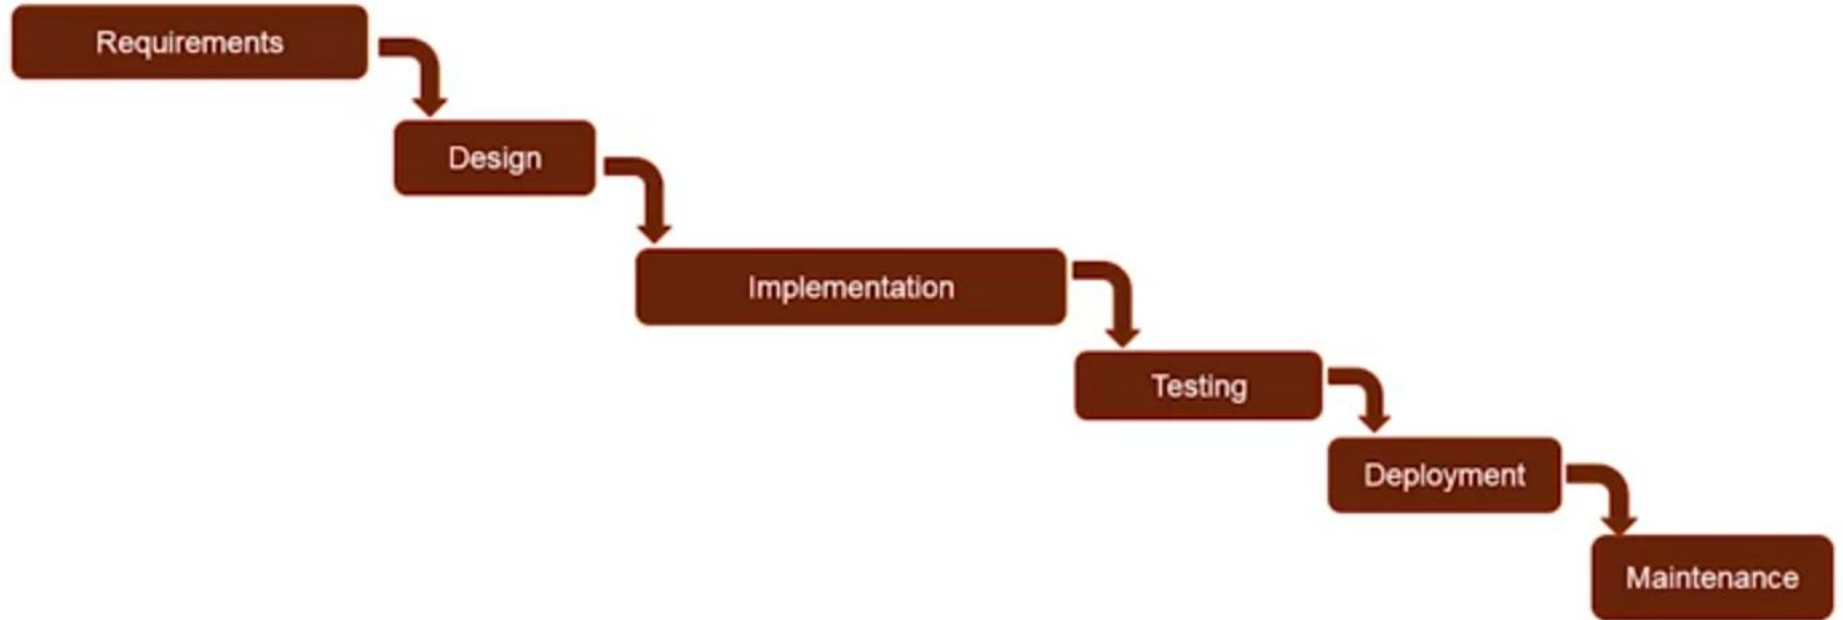 Requirements
Design
Implementation
Testing
Deployment
Maintenance